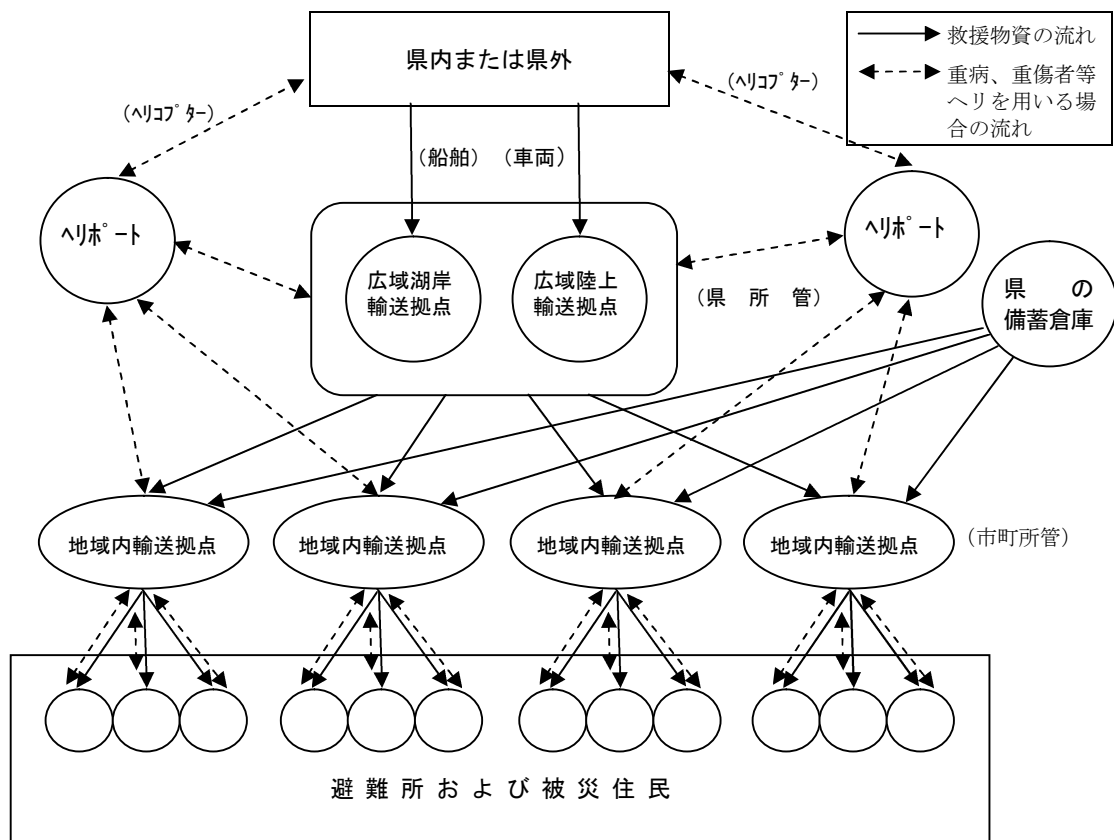 県内または県外
救援物資の流れ
重病、重傷者等
ヘリを用いる場
合の流れ
(ﾍﾘｺﾌﾟﾀｰ)
(ﾍﾘｺﾌﾟﾀｰ)
(船舶)
(車両)
ﾍﾘﾎﾟｰﾄ
ﾍﾘﾎﾟｰﾄ
広域湖岸
輸送拠点
広域陸上
輸送拠点
(県 所 管)
県 の
備蓄倉庫
地域内輸送拠点
地域内輸送拠点
地域内輸送拠点
地域内輸送拠点
(市町所管)
避難所および被災住民